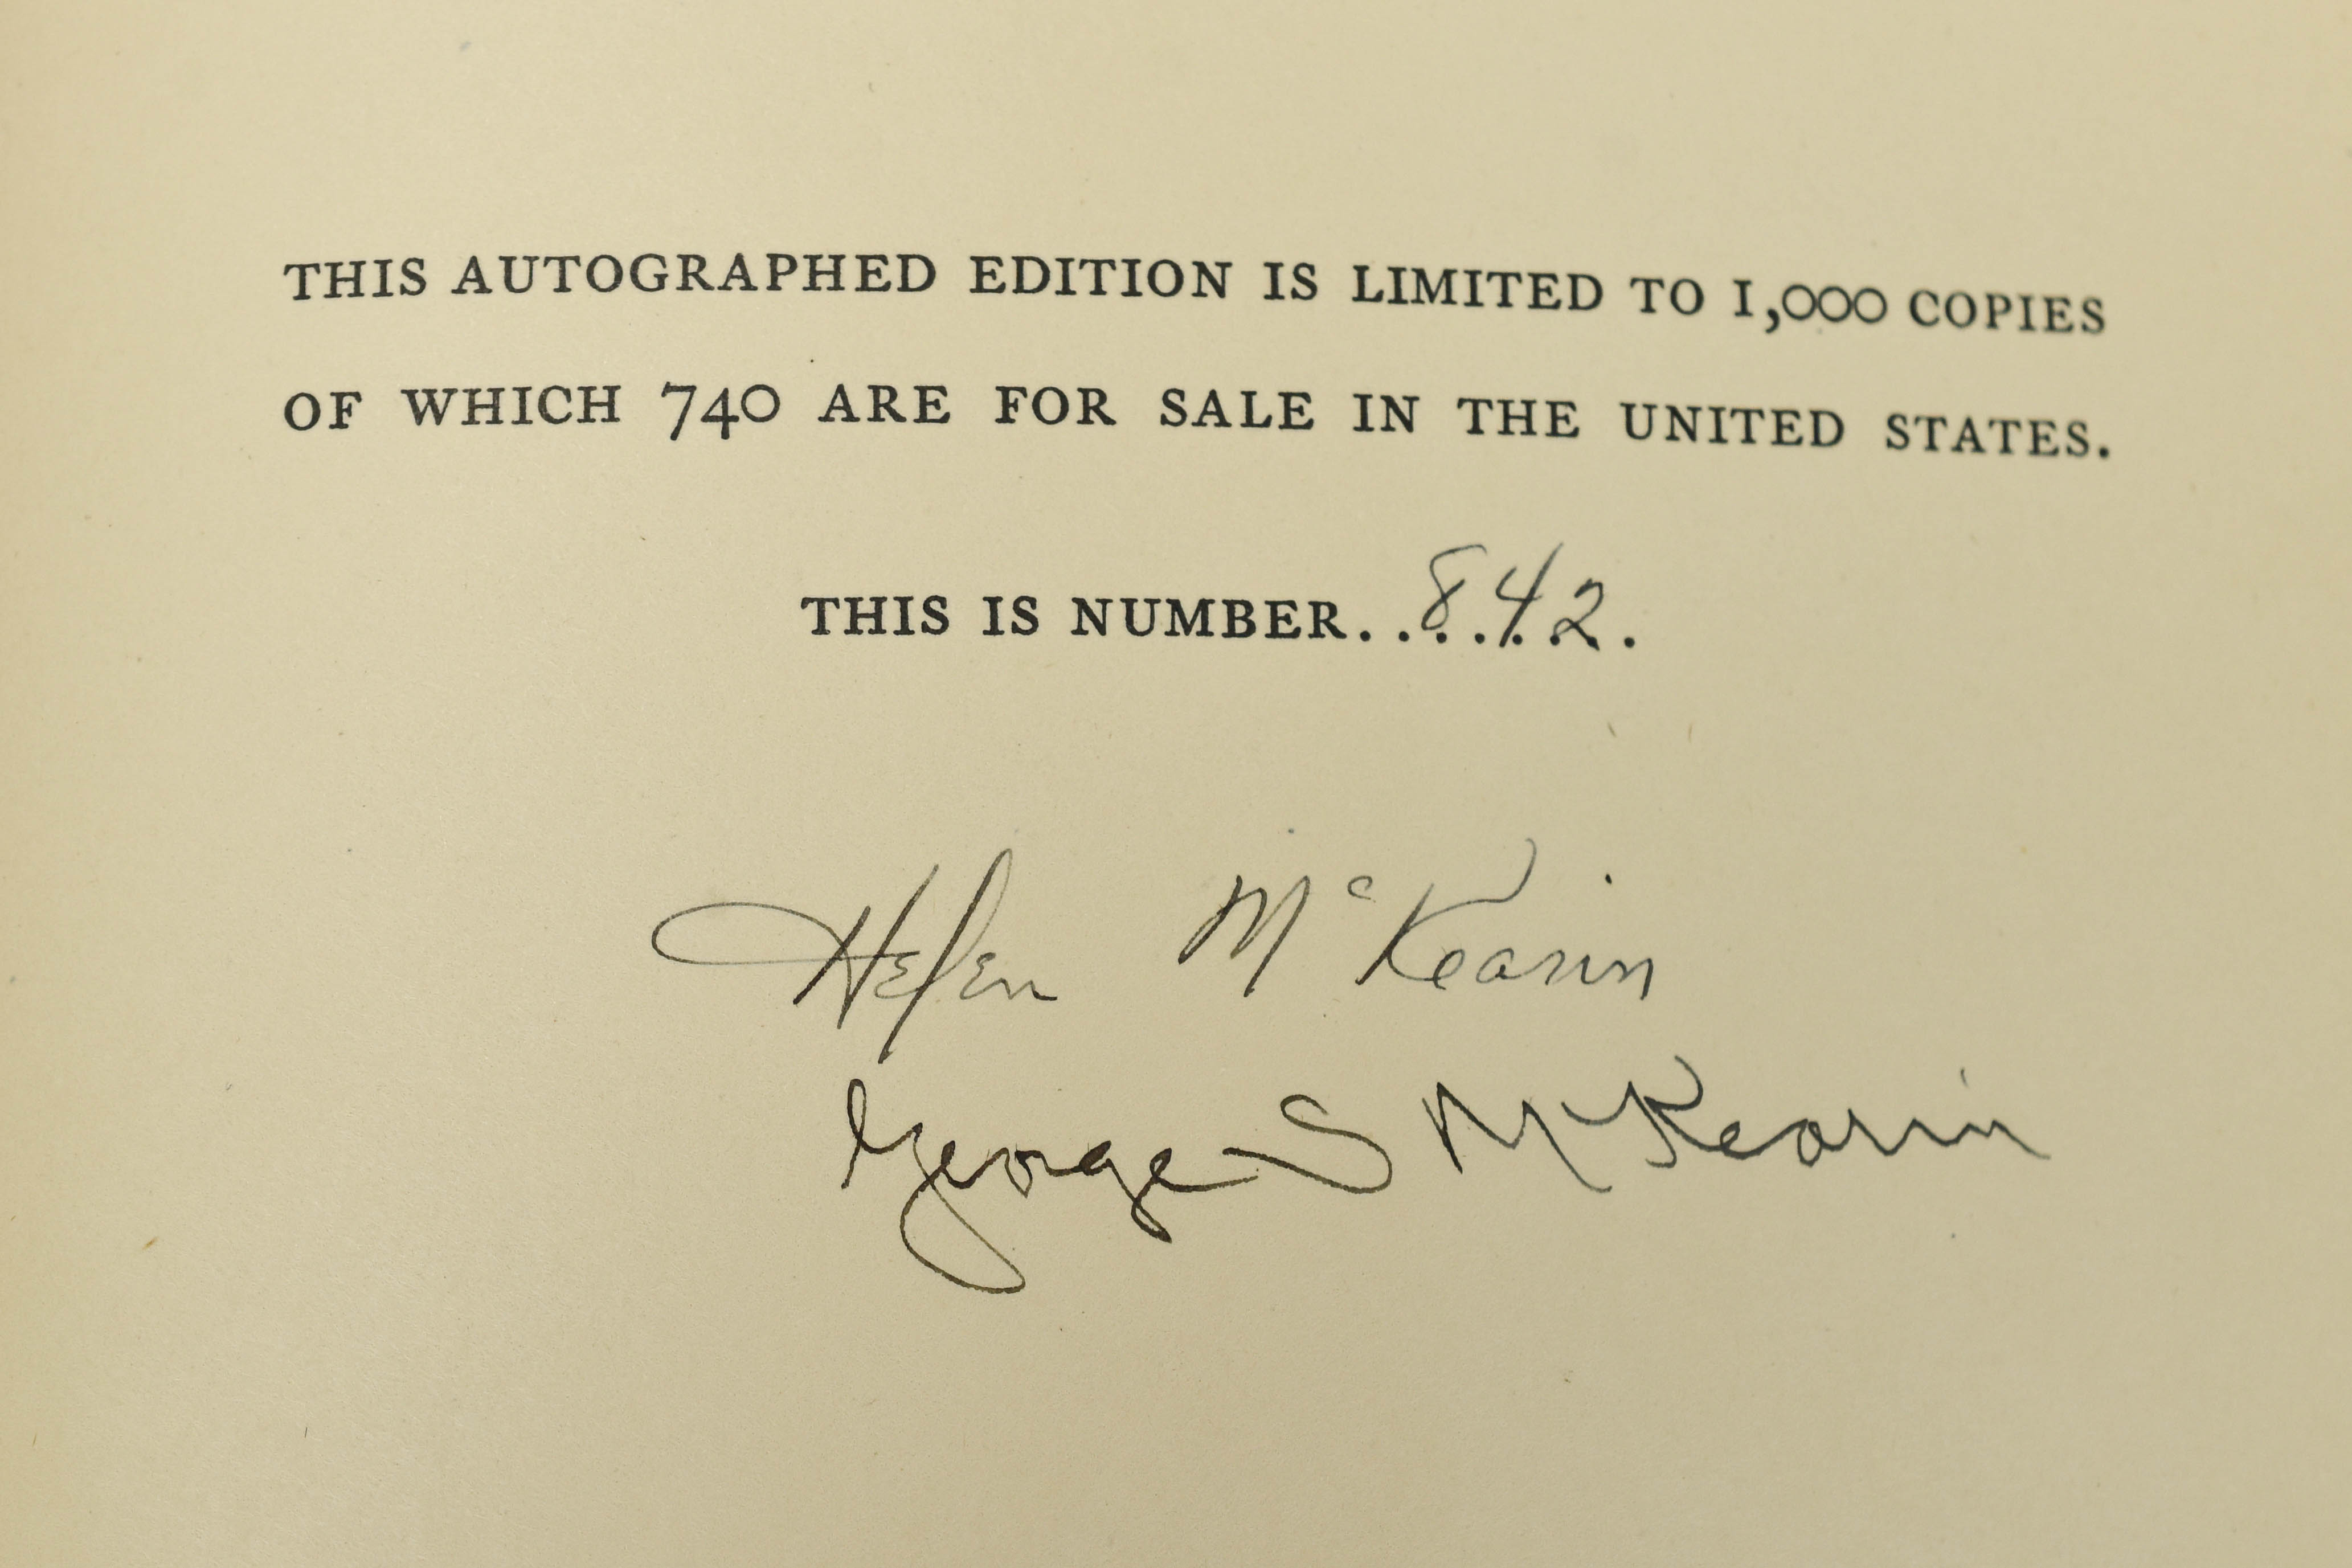 THIS AUTOGRAPHED EDITION IS LIMITED TO 1,000 COPIES
OF WHICH 740 ARE FOR SALE IN THE UNITED STATES.
THIS IS NUMBER. . 842.
Helen McKearin
George S McKearin